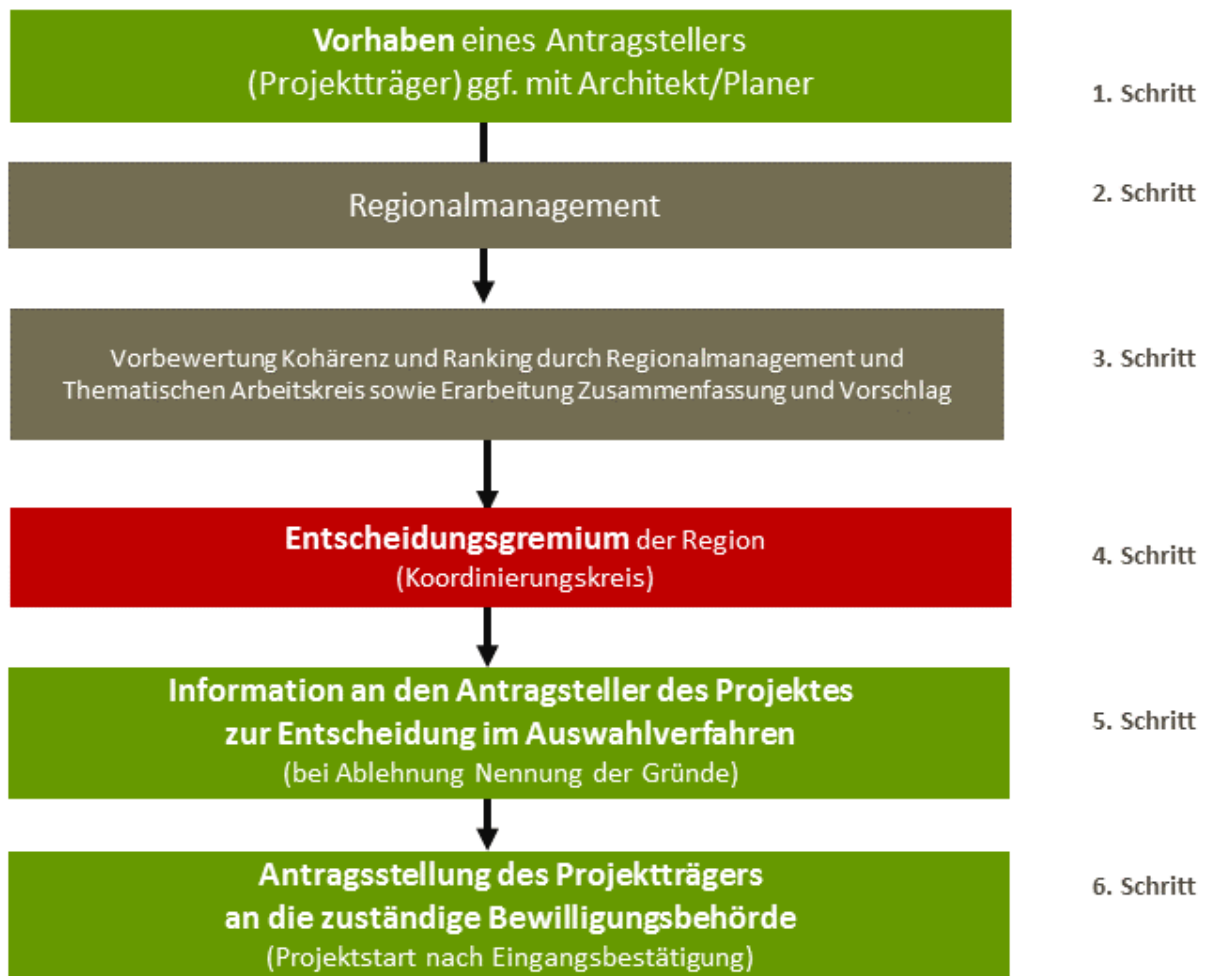 Vorhaben eines Antragstellers
(Projektträger) ggf. mit Architekt/Planer
1. Schritt
Regionalmanagement
2. Schritt
Vorbewertung Kohärenz und Ranking durch Regionalmanagement und
Thematischen Arbeitskreis sowie Erarbeitung Zusammenfassung und Vorschlag
3. Schritt
Entscheidungsgremium der Region
(Koordinierungskreis)
4. Schritt
Information an den Antragsteller des Projektes
zur Entscheidung im Auswahlverfahren
(bei Ablehnung Nennung der Gründe)
5. Schritt
Antragsstellung des Projektträgers
an die zuständige Bewilligungsbehörde
(Projektstart nach Eingangsbestätigung)
6. Schritt